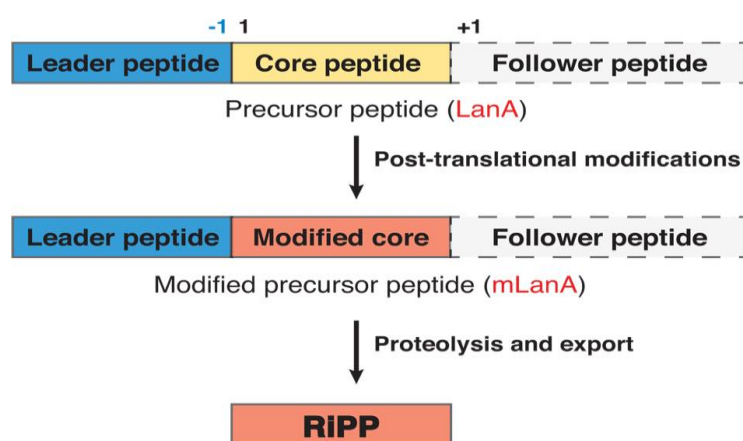 -1 1 +1
Leader peptide Core peptide Follower peptide
Precursor peptide (LanA)
Post-translational modifications
Leader peptide Modified core Follower peptide
Modified precursor peptide (mLanA)
Proteolysis and export
RiPP